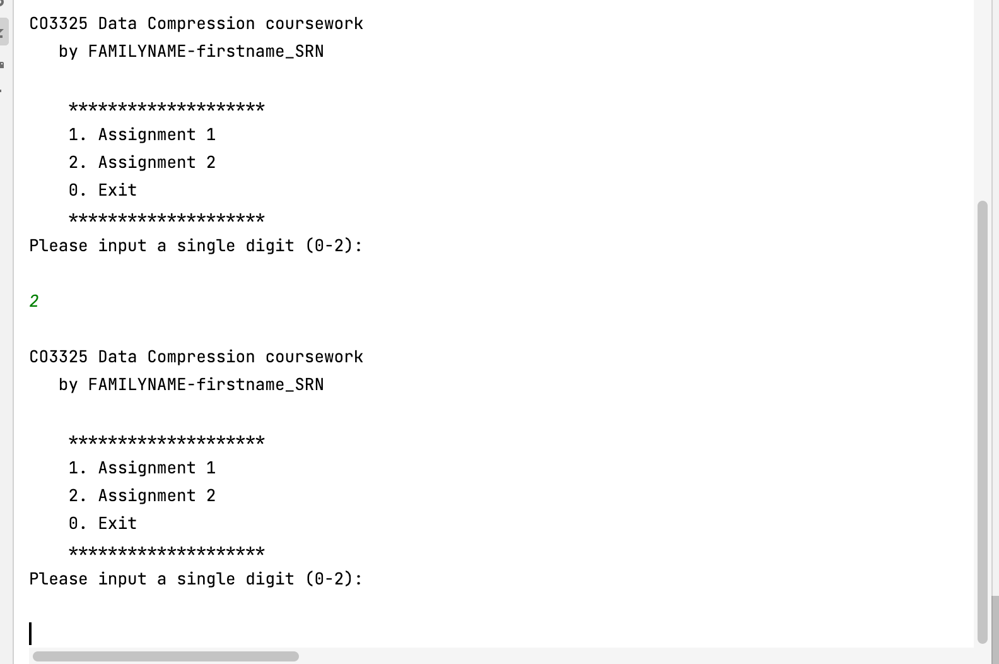 CO3325 Data Compression coursework
by FAMILYNAME-firstname_SRN
********************
1. Assignment 1
2. Assignment 2
0. Exit
********************
Please input a single digit (0-2):
2
CO3325 Data Compression coursework
by FAMILYNAME-firstname_SRN
********************
1. Assignment 1
2. Assignment 2
0. Exit
********************
Please input a single digit (0-2):